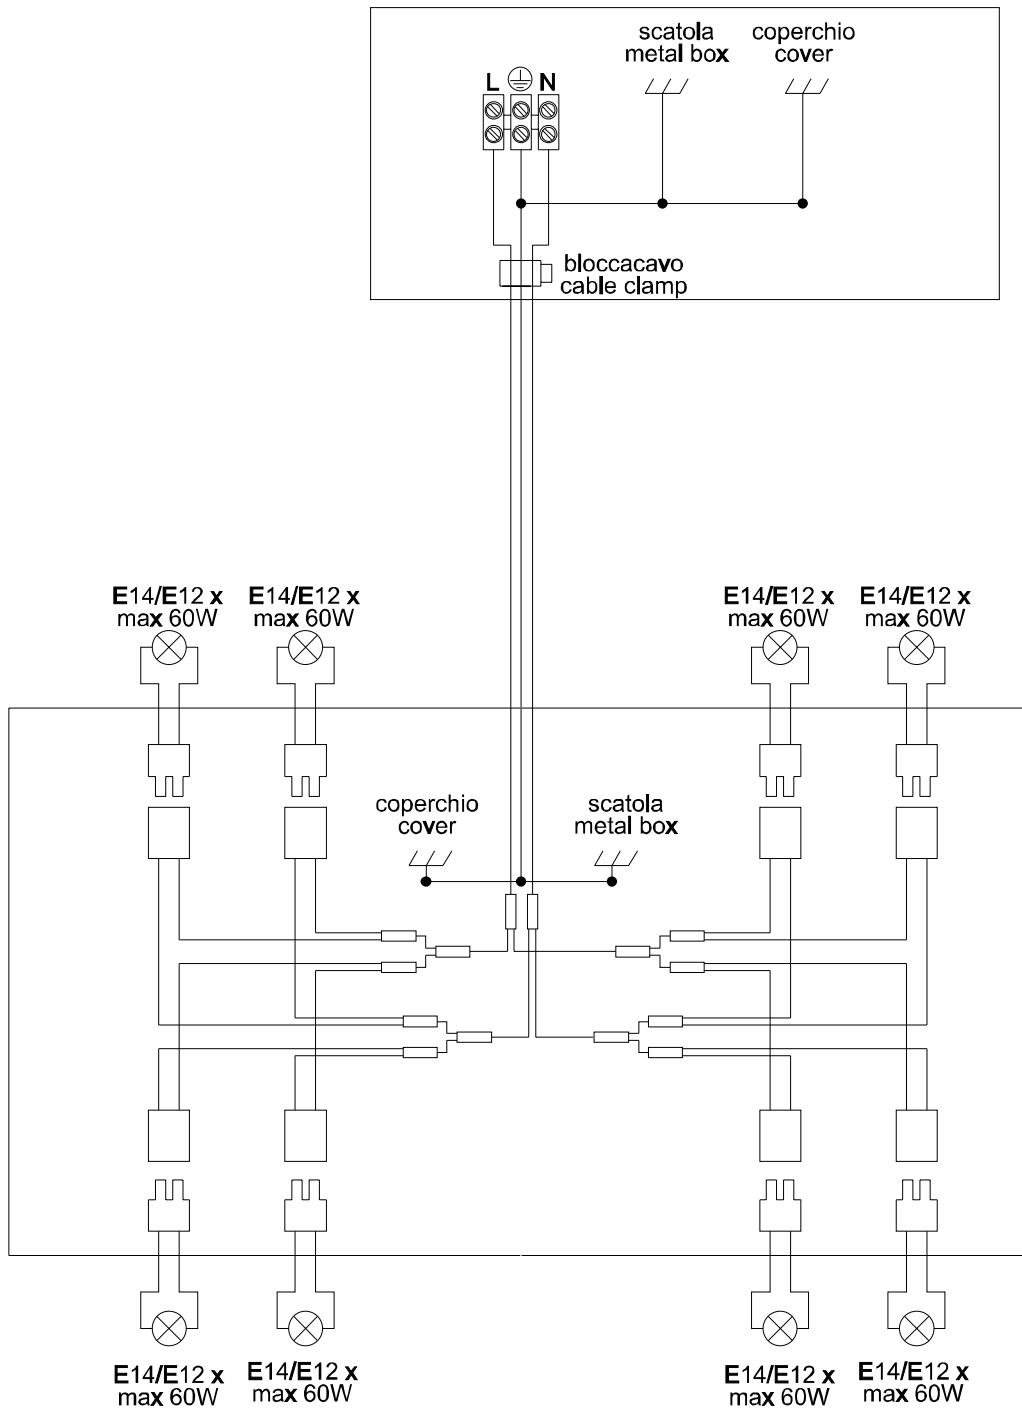 scatola
metal box
coperchio
cover
L N
bloccacavo
cable clamp
E14/E12 x
max 60W
E14/E12 x
max 60W
E14/E12 x
max 60W
E14/E12 x
max 60W
coperchio
cover
scatola
metal box
E14/E12 x
max 60W
E14/E12 x
max 60W
E14/E12 x
max 60W
E14/E12 x
max 60W